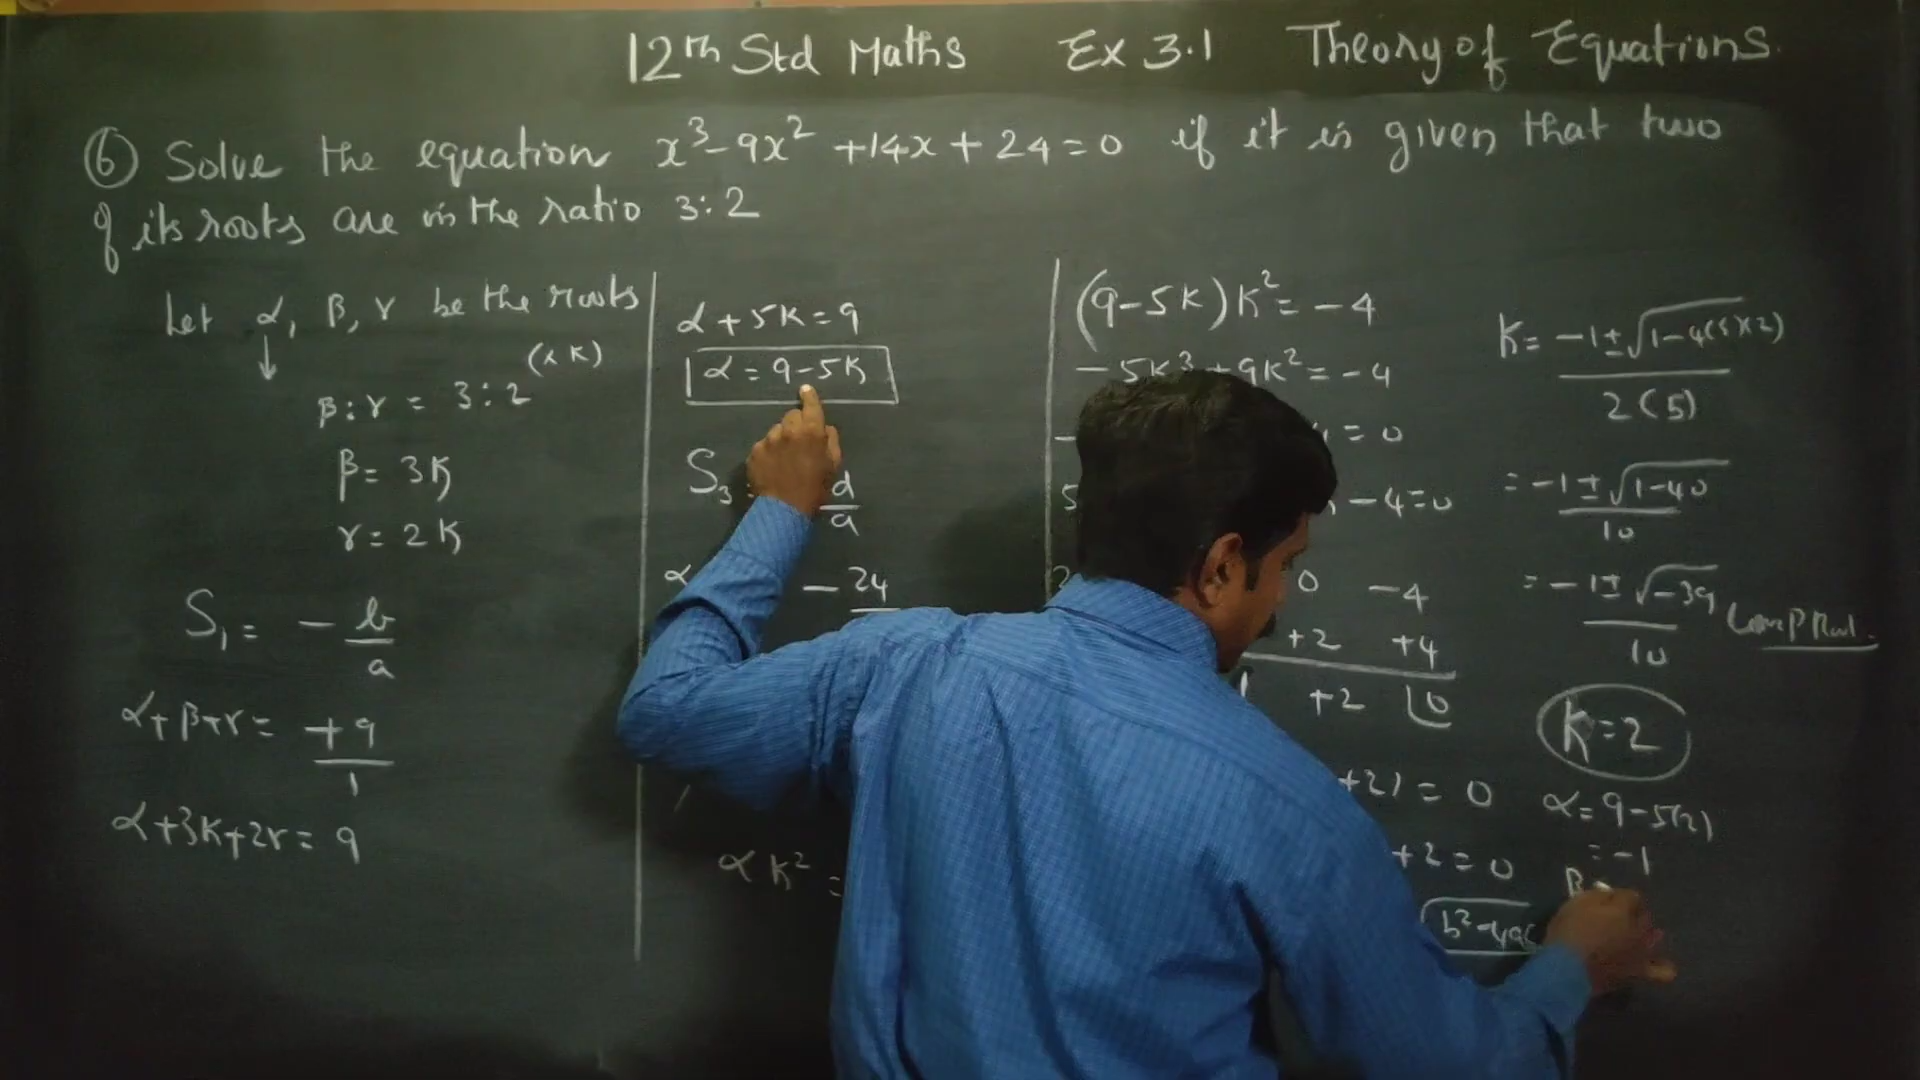 12th Std Maths Ex 3.1 Theory of Equations
⑥ Solve the equation x³-9x² +14x+24=0 if it is given that two
of its roots are in the ratio 3:2
Let α, β, γ be the roots
↓
(x K)
β:γ = 3:2
β= 3K
γ= 2K
S₁= - b/a
α+β+γ= +9/1
α+3K+2γ= 9
α+5K=9
α=9-5K
S₃ d/a
α -24
αK² =
(9-5K)K²= -4
-5K³+9K²= -4
= 0
5 -4=0
2 0 -4
+2 +4
1 +2 0
+2) = 0
+2=0
√b²-4ac
K= -1±√1-4(5)(2) / 2(5)
= -1±√1-40 / 10
= -1±√-39 / 10
K=2
α=9-5(2)
=-1
β=